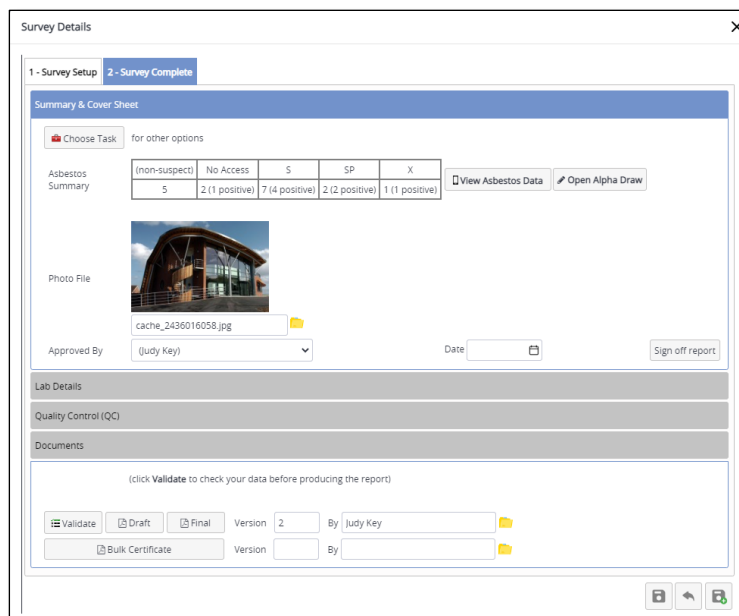 Survey Details
1 - Survey Setup 2 - Survey Complete
Summary & Cover Sheet
Choose Task for other options
Asbestos Summary
(non-suspect) No Access S SP X
5 2 (1 positive) 7 (4 positive) 2 (2 positive) 1 (1 positive)
View Asbestos Data Open Alpha Draw
Photo File
cache_2436016058.jpg
Approved By (Judy Key) Date Sign off report
Lab Details
Quality Control (QC)
Documents
(click Validate to check your data before producing the report)
Validate Draft Final Version 2 By Judy Key
Bulk Certificate Version By